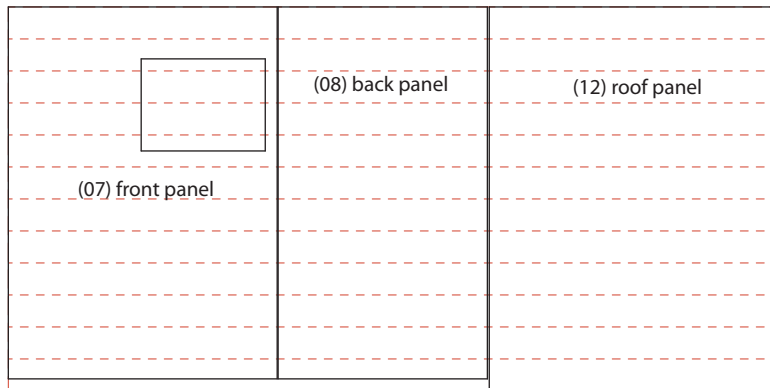 (08) back panel
(12) roof panel
(07) front panel